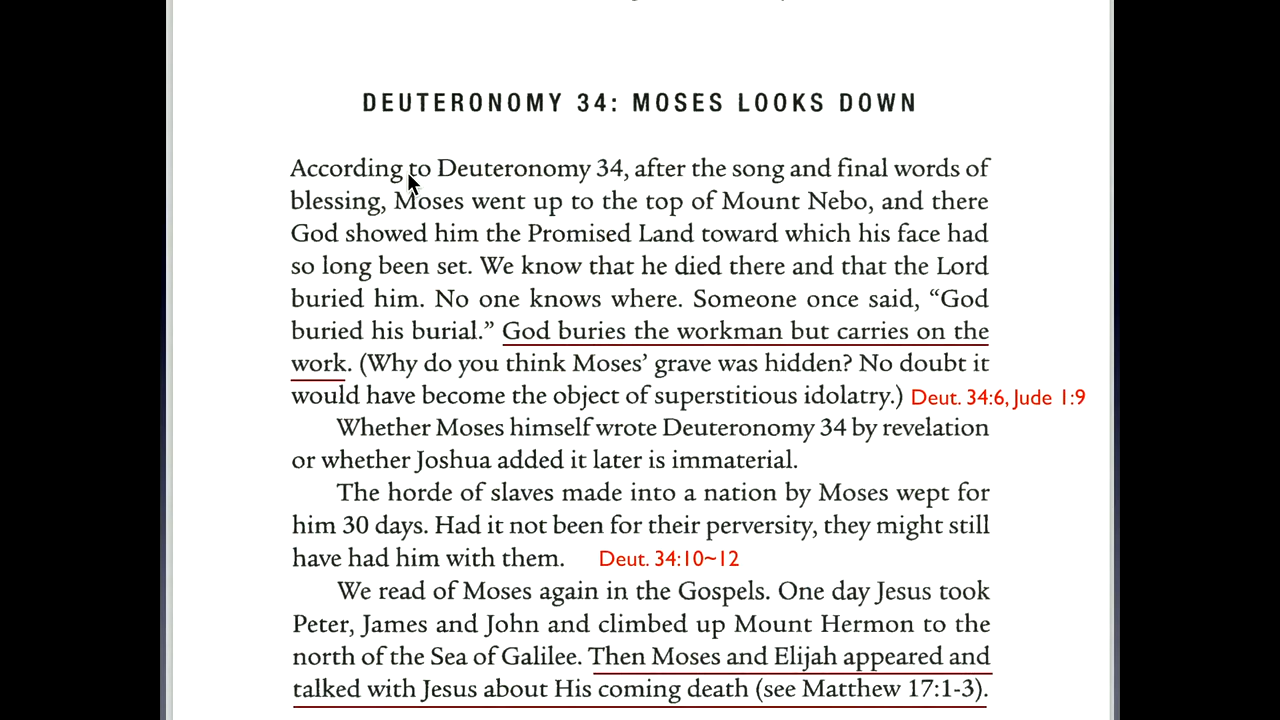 DEUTERONOMY 34: MOSES LOOKS DOWN
According to Deuteronomy 34, after the song and final words of
blessing, Moses went up to the top of Mount Nebo, and there
God showed him the Promised Land toward which his face had
so long been set. We know that he died there and that the Lord
buried him. No one knows where. Someone once said, “God
buried his burial.” God buries the workman but carries on the
work. (Why do you think Moses’ grave was hidden? No doubt it
would have become the object of superstitious idolatry.) Deut. 34:6, Jude 1:9
Whether Moses himself wrote Deuteronomy 34 by revelation
or whether Joshua added it later is immaterial.
The horde of slaves made into a nation by Moses wept for
him 30 days. Had it not been for their perversity, they might still
have had him with them. Deut. 34:10~12
We read of Moses again in the Gospels. One day Jesus took
Peter, James and John and climbed up Mount Hermon to the
north of the Sea of Galilee. Then Moses and Elijah appeared and
talked with Jesus about His coming death (see Matthew 17:1-3).